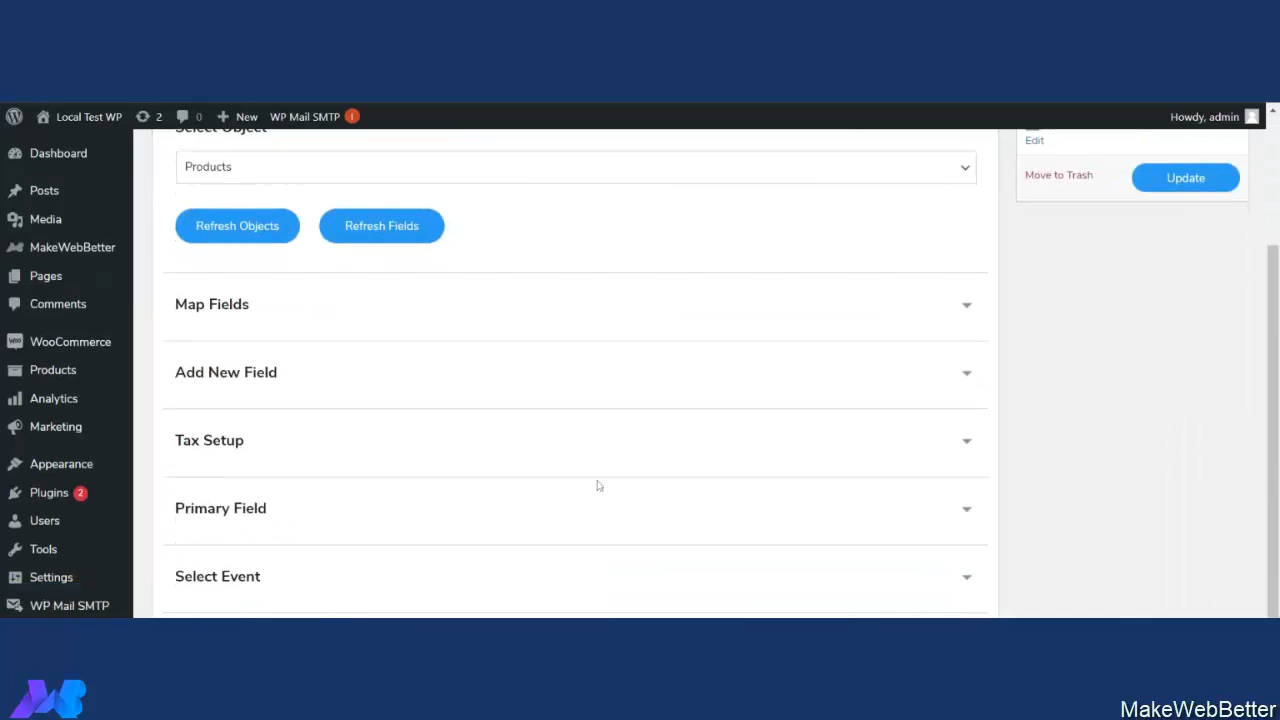 Local Test WP 2 0 New WP Mail SMTP ! Howdy, admin
Dashboard
Posts
Media
MakeWebBetter
Pages
Comments
WooCommerce
Products
Analytics
Marketing
Appearance
Plugins 2
Users
Tools
Settings
WP Mail SMTP
Select Object
Products
Refresh Objects Refresh Fields
Map Fields
Add New Field
Tax Setup
Primary Field
Select Event
Edit
Move to Trash Update
MakeWebBetter